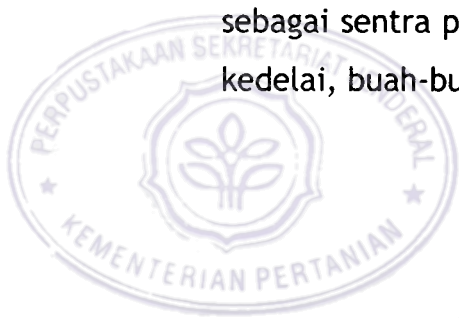 sebagai sentra p
kedelai, buah-bu
PERPUSTAKAAN SEKRETARIAT JENDERAL
KEMENTERIAN PERTANIAN